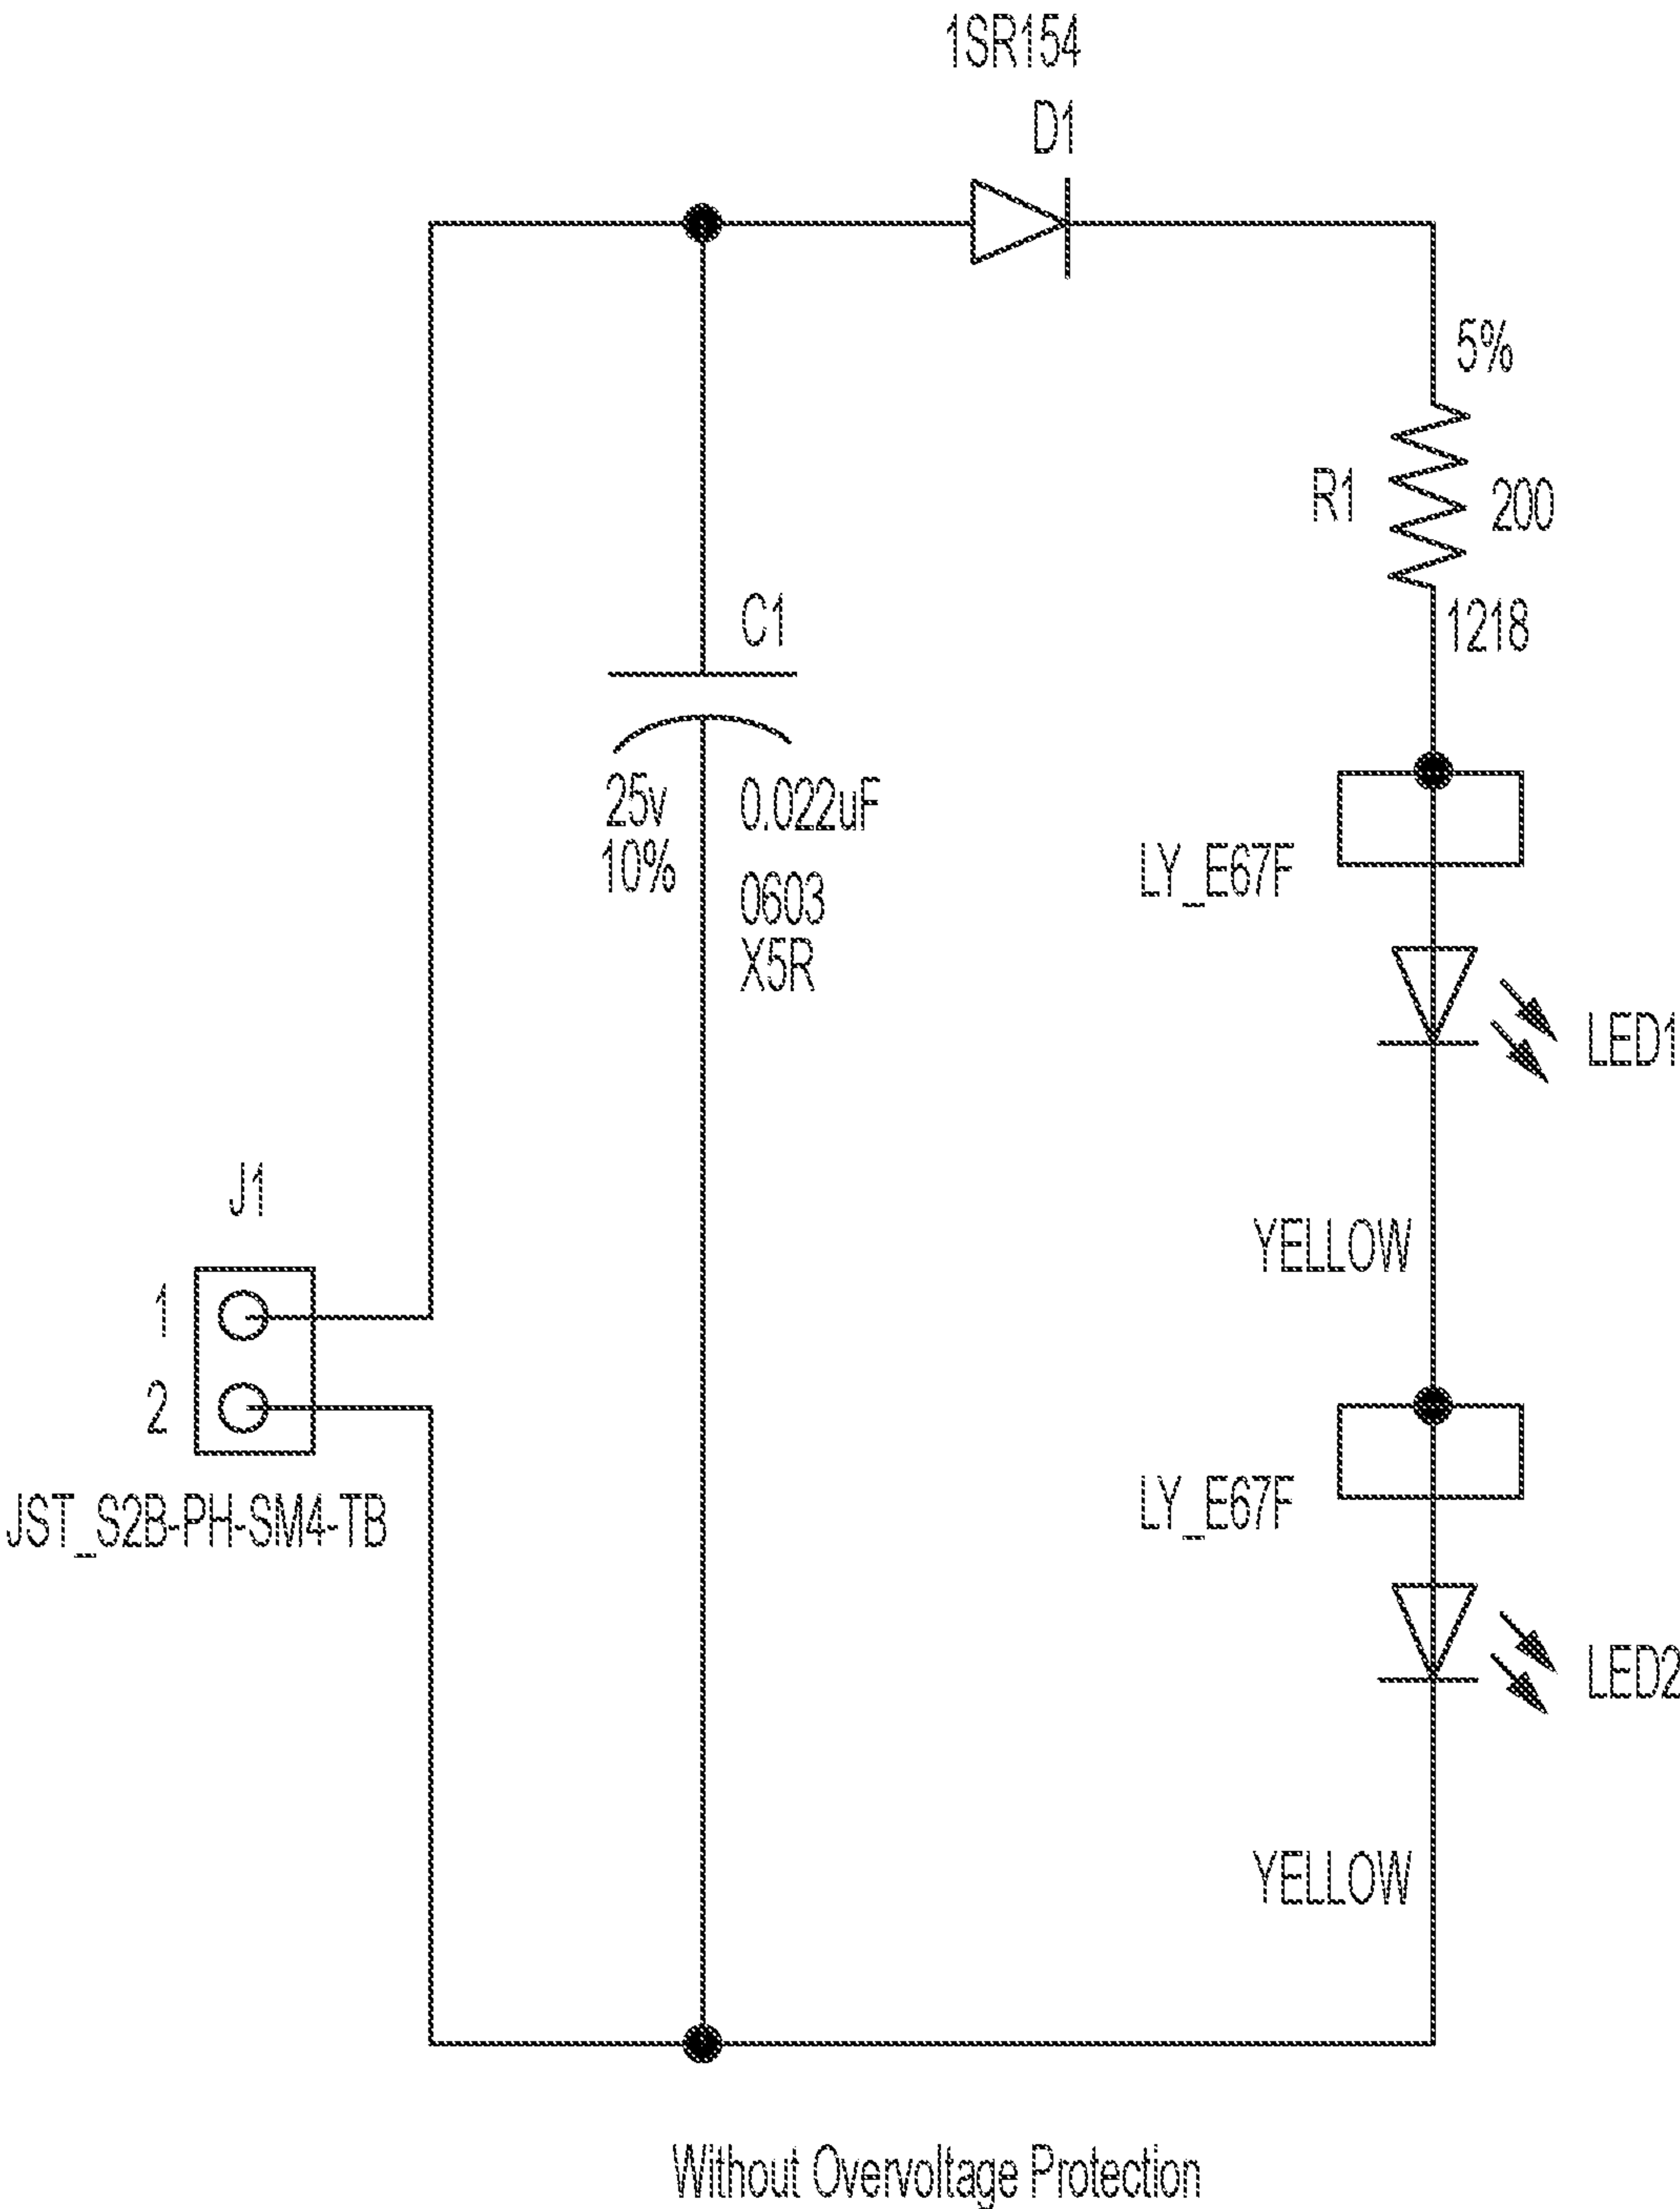 1SR154
D1
5%
R1
200
1218
C1
25v
0.022uF
10%
0603
X5R
LY_E67F
LED1
J1
YELLOW
1
2
JST_S2B-PH-SM4-TB
LY_E67F
LED2
YELLOW
Without Overvoltage Protection